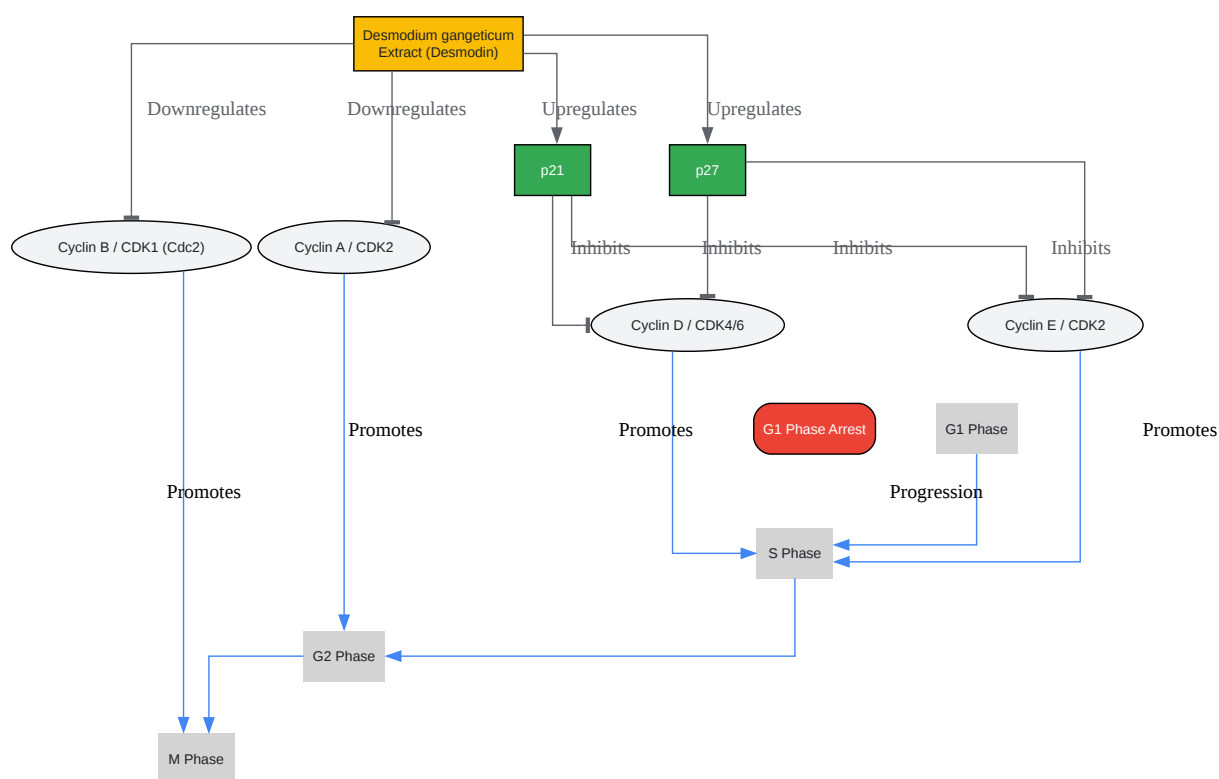 Desmodium gangeticum
Extract (Desmodin)
Downregulates
Downregulates
Upregulates
Upregulates
p21
p27
Cyclin B / CDK1 (Cdc2)
Cyclin A / CDK2
Inhibits
Inhibits
Inhibits
Inhibits
Cyclin D / CDK4/6
Cyclin E / CDK2
Promotes
Promotes
G1 Phase Arrest
G1 Phase
Promotes
Promotes
Progression
S Phase
G2 Phase
M Phase